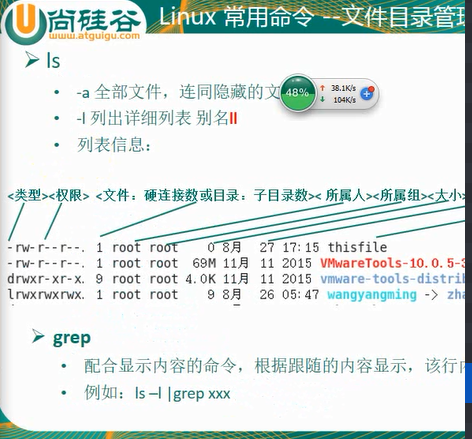 尚硅谷
www.atguigu.com
Linux 常用命令 --文件目录管理
ls
-a 全部文件，连同隐藏的文
48%
38.1K/s
104K/s
-l 列出详细列表 别名ll
列表信息：
<类型><权限> <文件：硬连接数或目录：子目录数><所属人><所属组><大小>
-rw-r--r--. 1 root root 0 8月 27 17:15 thisfile
-rw-r--r--. 1 root root 69M 11月 11 2015 VMwareTools-10.0.5-3
drwxr-xr-x. 9 root root 4.0K 11月 11 2015 vmware-tools-distrib
lrwxrwxrwx. 1 root root 9 8月 26 05:47 wangyangming -> zha
grep
配合显示内容的命令，根据跟随的内容显示，该行内
例如：ls –l |grep xxx